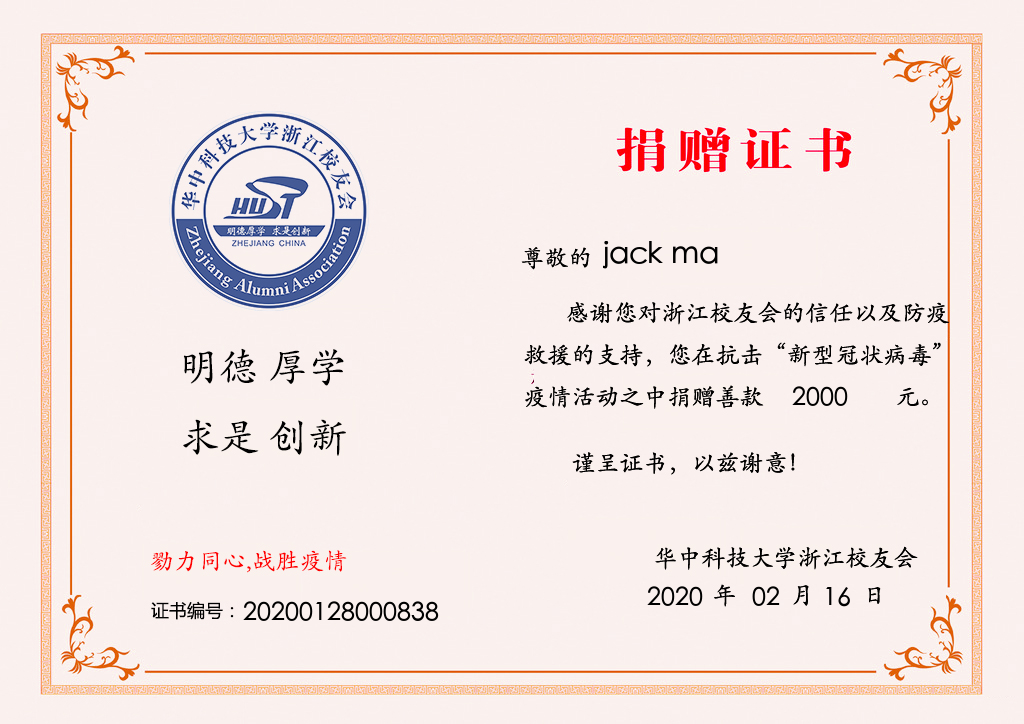 华中科技大学浙江校友会
HUST
明德厚学 求是创新
ZHEJIANG CHINA
Zhejiang Alumni Association
明德 厚学
求是 创新
勠力同心,战胜疫情
证书编号：20200128000838
捐赠证书
尊敬的 jack ma
感谢您对浙江校友会的信任以及防疫
救援的支持，您在抗击“新型冠状病毒”
疫情活动之中捐赠善款 2000 元。
谨呈证书，以兹谢意!
华中科技大学浙江校友会
2020 年 02 月 16 日